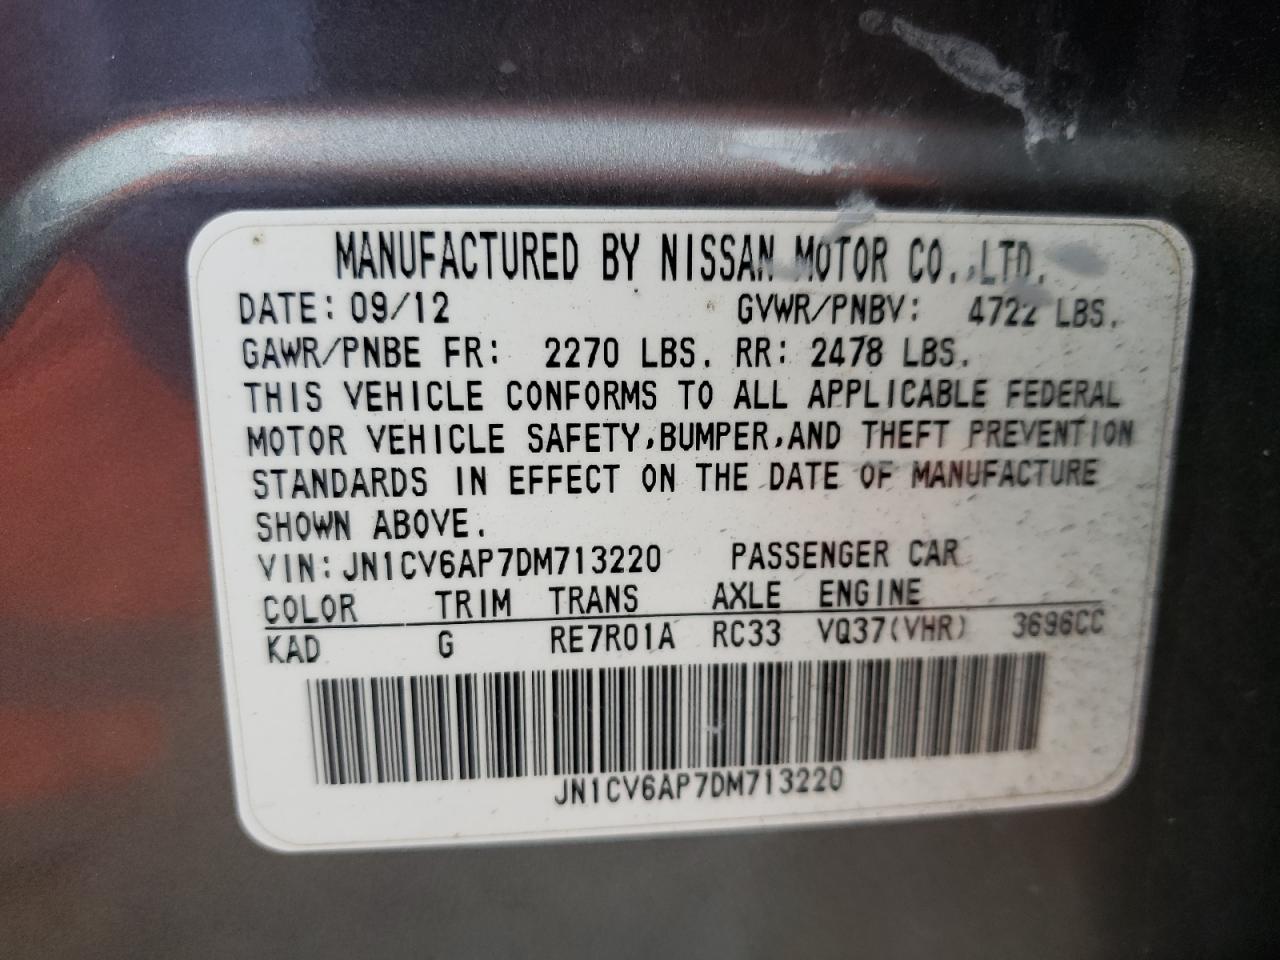 MANUFACTURED BY NISSAN MOTOR CO.,LTD.
DATE: 09/12 GVWR/PNBV: 4722 LBS.
GAWR/PNBE FR: 2270 LBS. RR: 2478 LBS.
THIS VEHICLE CONFORMS TO ALL APPLICABLE FEDERAL
MOTOR VEHICLE SAFETY,BUMPER,AND THEFT PREVENTION
STANDARDS IN EFFECT ON THE DATE OF MANUFACTURE
SHOWN ABOVE.
VIN: JN1CV6AP7DM713220 PASSENGER CAR
COLOR TRIM TRANS AXLE ENGINE
KAD G RE7R01A RC33 VQ37(VHR) 3696CC
JN1CV6AP7DM713220